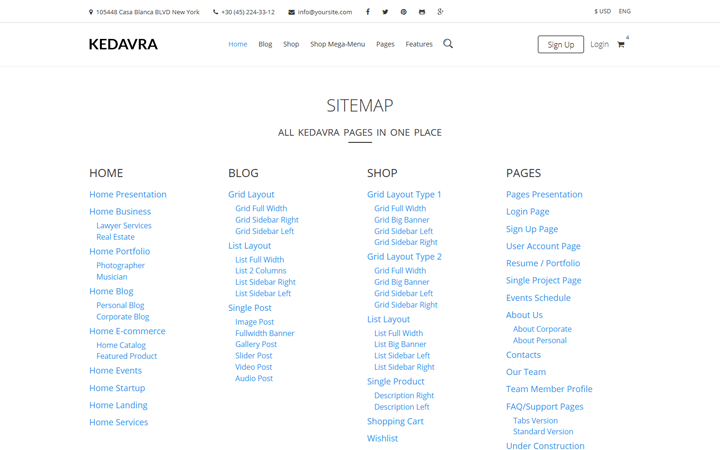 105448 Casa Blanca BLVD New York +30 (45) 224-33-12 info@yoursite.com $ USD ENG
KEDAVRA Home Blog Shop Shop Mega-Menu Pages Features Sign Up Login 4
SITEMAP
ALL KEDAVRA PAGES IN ONE PLACE
HOME
Home Presentation
Home Business
Lawyer Services
Real Estate
Home Portfolio
Photographer
Musician
Home Blog
Personal Blog
Corporate Blog
Home E-commerce
Home Catalog
Featured Product
Home Events
Home Startup
Home Landing
Home Services
BLOG
Grid Layout
Grid Full Width
Grid Sidebar Right
Grid Sidebar Left
List Layout
List Full Width
List 2 Columns
List Sidebar Right
List Sidebar Left
Single Post
Image Post
Fullwidth Banner
Gallery Post
Slider Post
Video Post
Audio Post
SHOP
Grid Layout Type 1
Grid Full Width
Grid Big Banner
Grid Sidebar Left
Grid Sidebar Right
Grid Layout Type 2
Grid Full Width
Grid Big Banner
Grid Sidebar Left
Grid Sidebar Right
List Layout
List Full Width
List Big Banner
List Sidebar Left
List Sidebar Right
Single Product
Description Right
Description Left
Shopping Cart
Wishlist
PAGES
Pages Presentation
Login Page
Sign Up Page
User Account Page
Resume / Portfolio
Single Project Page
Events Schedule
About Us
About Corporate
About Personal
Contacts
Our Team
Team Member Profile
FAQ/Support Pages
Tabs Version
Standard Version
Under Construction